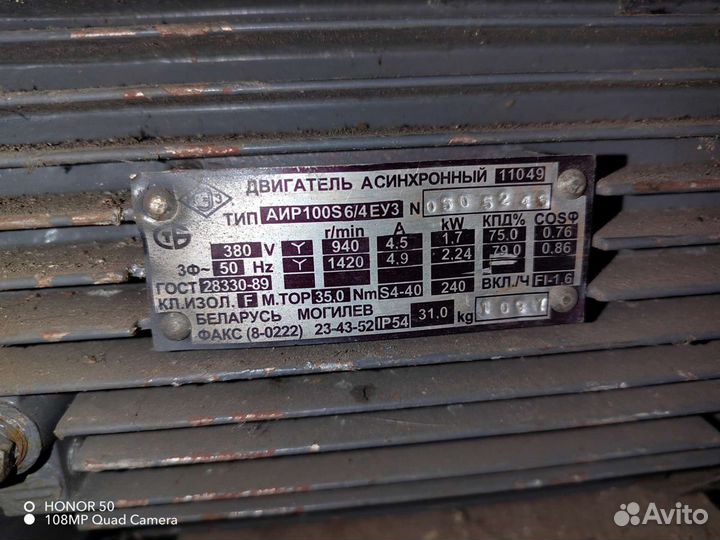 ДВИГАТЕЛЬ АСИНХРОННЫЙ 11049
ТИП АИР100S6/4ЕУ3 N
r/min A kW КПД% COSΦ
380 V Y 940 4.5 1.7 75.0 0.76
3Ф~ 50 Hz Y 1420 4.9 2.24 79.0 0.86
ГОСТ 28330-89 S4-40 240 ВКЛ./Ч FI-1,6
КЛ.ИЗОЛ. F М.ТОР 35,0 Nm
БЕЛАРУСЬ МОГИЛЕВ IP54 31.0 kg
ФАКС (8-0222) 23-43-52
HONOR 50
108MP Quad Camera
Avito